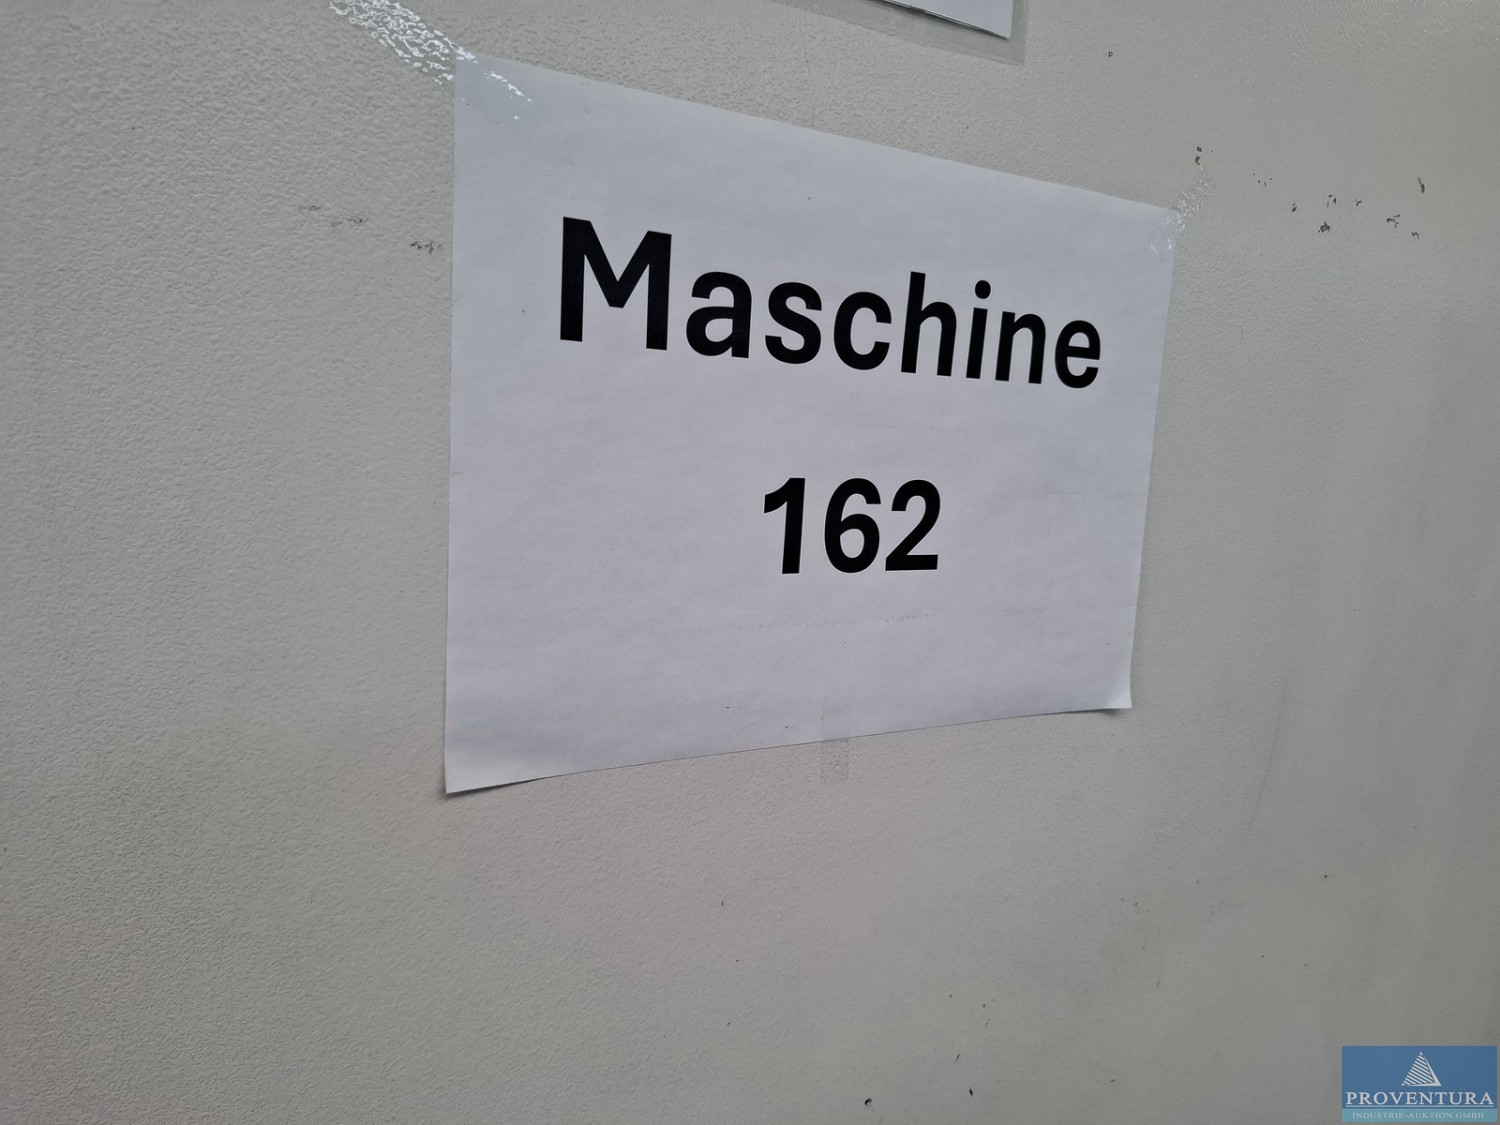 Maschine
162
PROVENTURA
INDUSTRIE-AUKTION GMBH